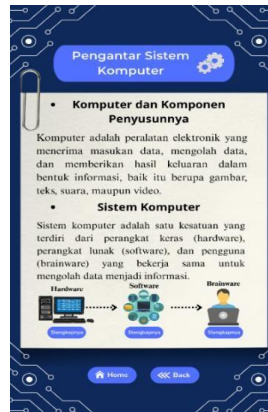 Pengantar Sistem
Komputer
• Komputer dan Komponen
Penyusunnya
Komputer adalah peralatan elektronik yang
menerima masukan data, mengolah data,
dan memberikan hasil keluaran dalam
bentuk informasi, baik itu berupa gambar,
teks, suara, maupun video.
• Sistem Komputer
Sistem komputer adalah satu kesatuan yang
terdiri dari perangkat keras (hardware),
perangkat lunak (software), dan pengguna
(brainware) yang bekerja sama untuk
mengolah data menjadi informasi.
Hardware Software Brainware
Slengkapnya Slengkapnya Slengkapnya
Home Back